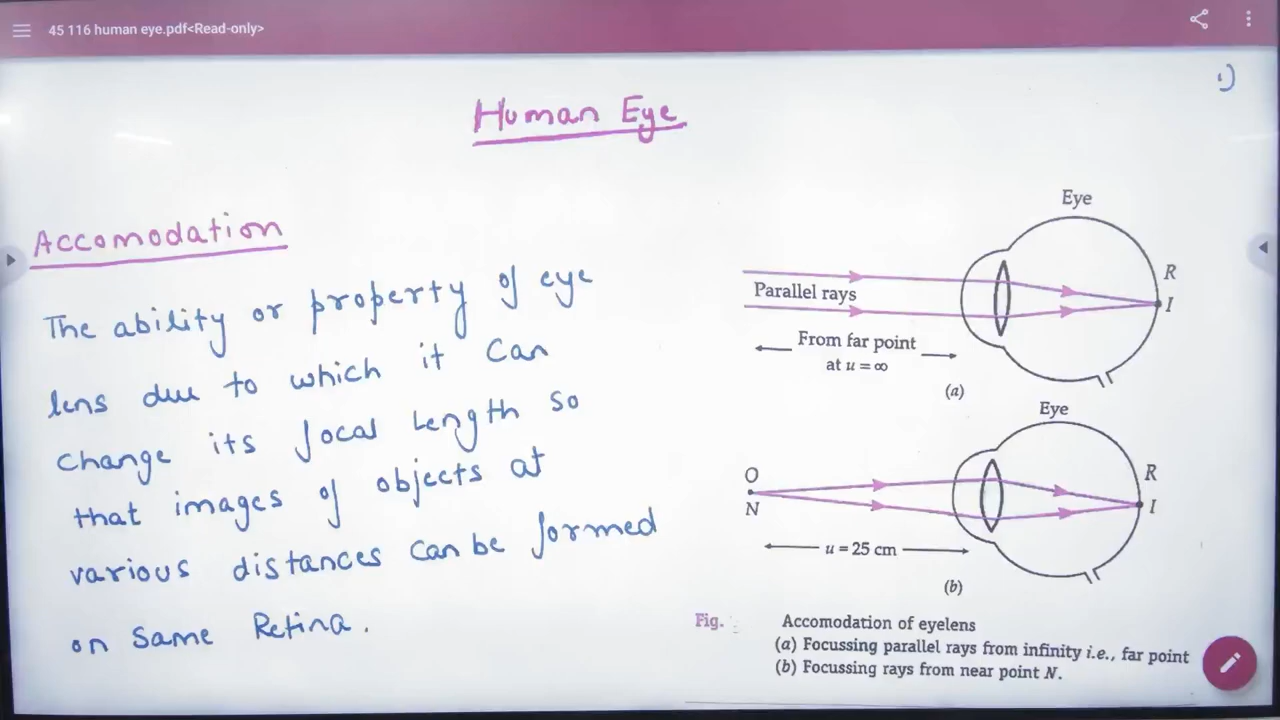 45 116 human eye.pdf<Read-only>
1)
Human Eye
Accomodation
The ability or property of eye
lens due to which it can
change its focal length so
that images of objects at
various distances can be formed
on same Retina.
Eye
Parallel rays
R
I
From far point
at u = ∞
(a)
Eye
O
N
R
I
u = 25 cm
(b)
Fig.
Accomodation of eyelens
(a) Focussing parallel rays from infinity i.e., far point
(b) Focussing rays from near point N.